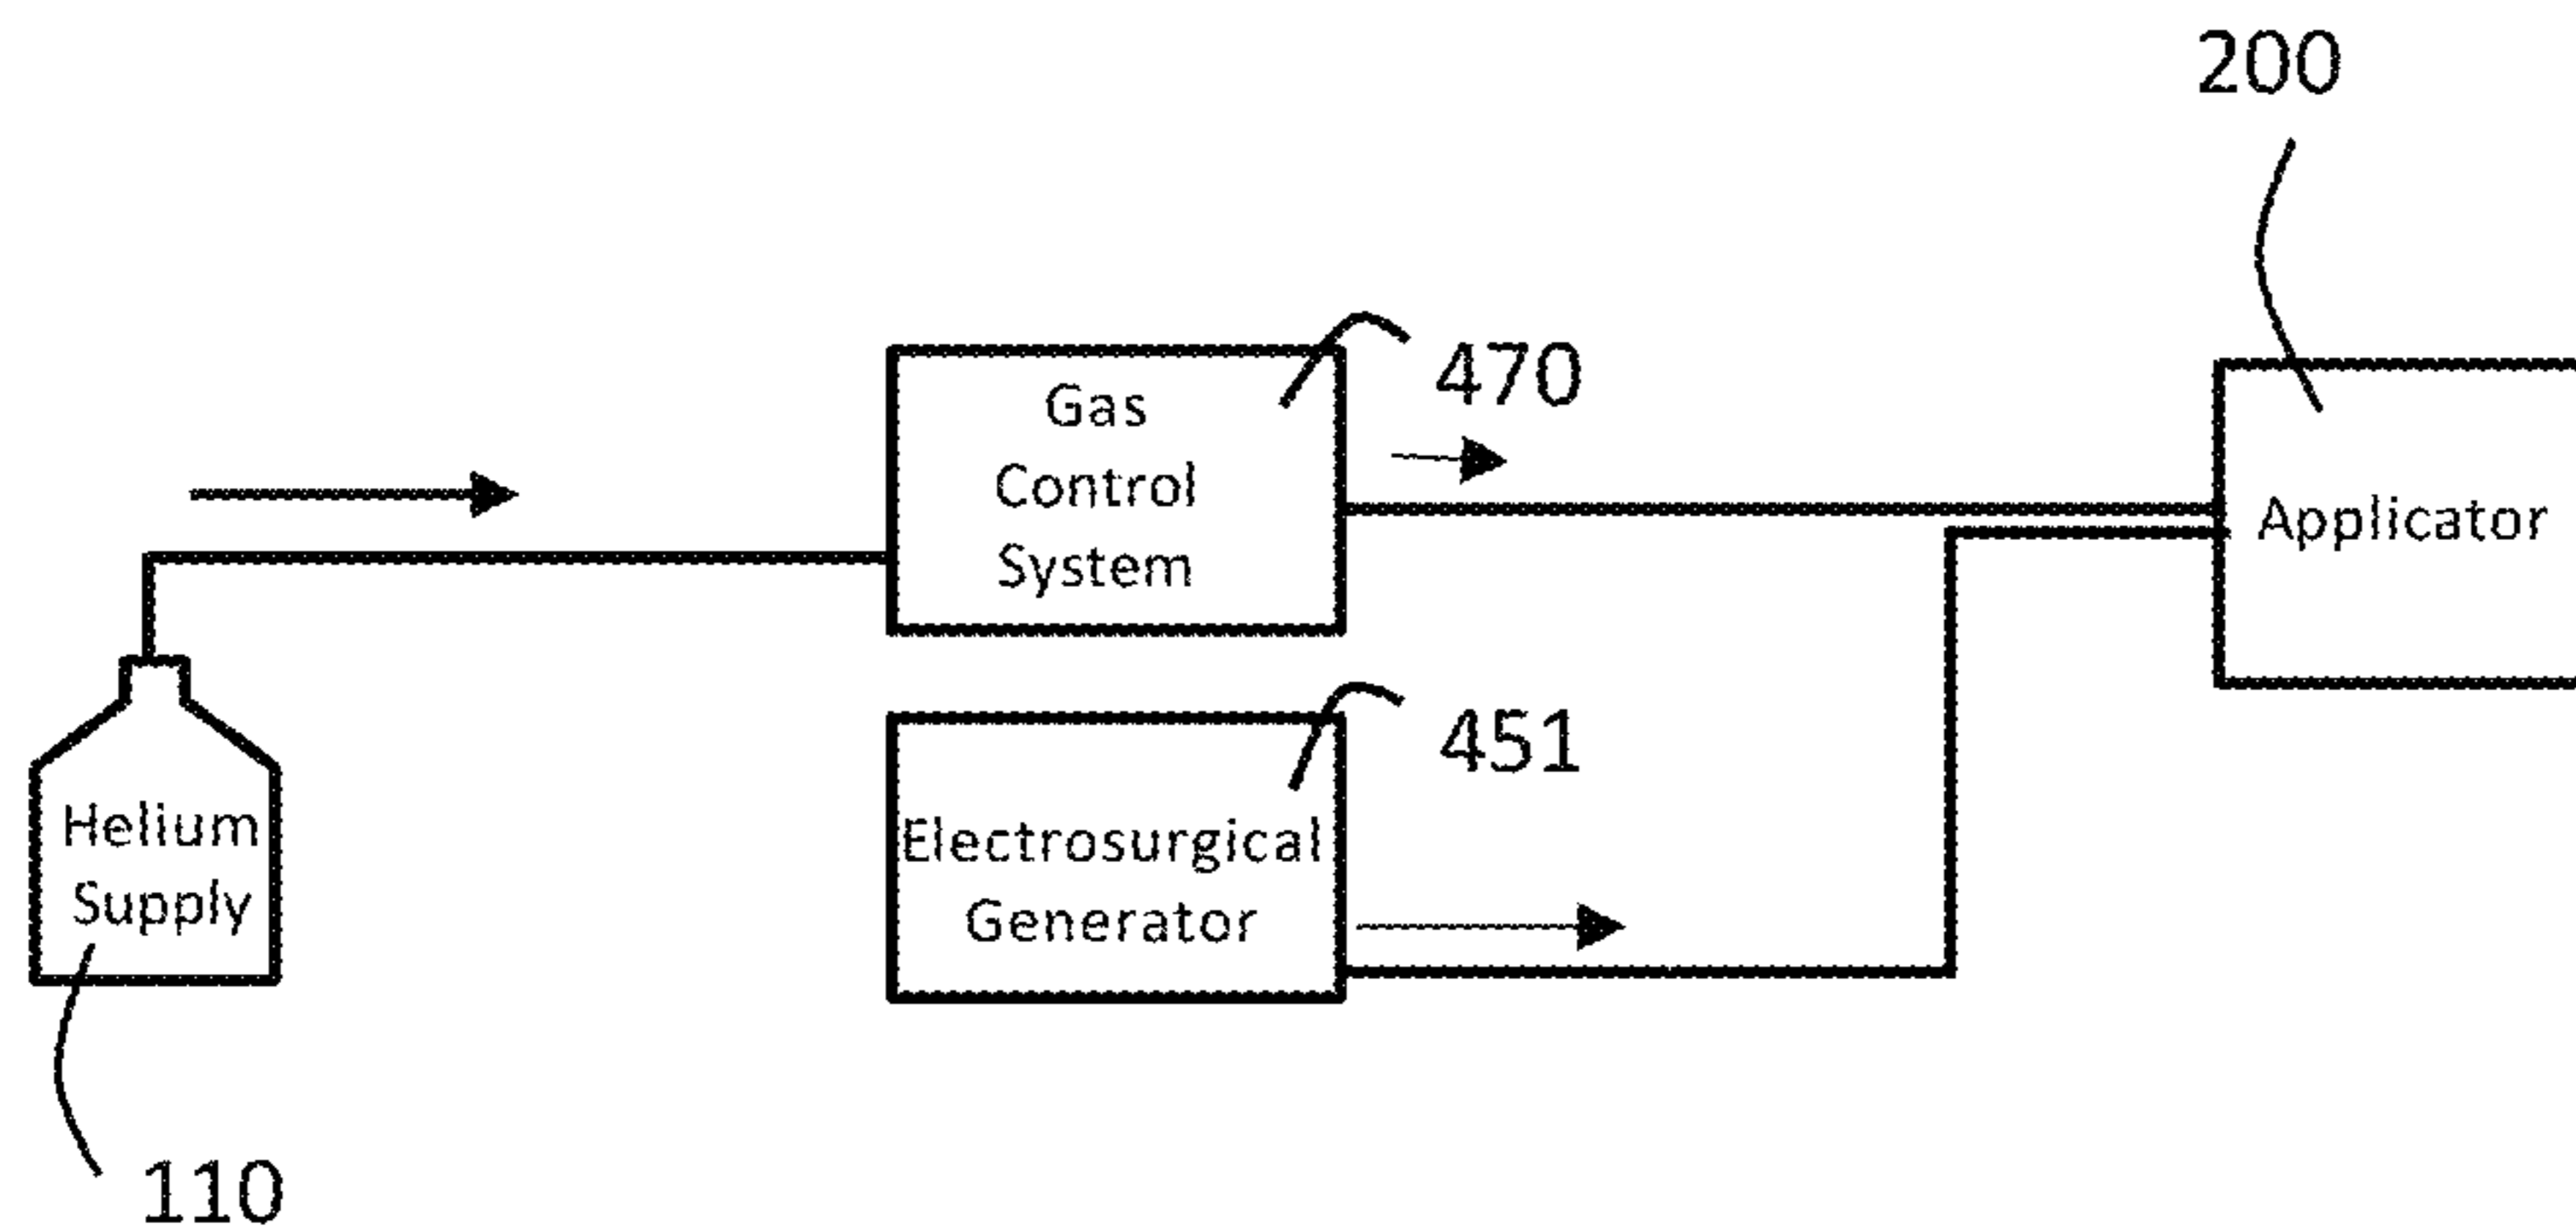 200
470
Gas
Control
System
Applicator
451
Electrosurgical
Generator
Helium
Supply
110